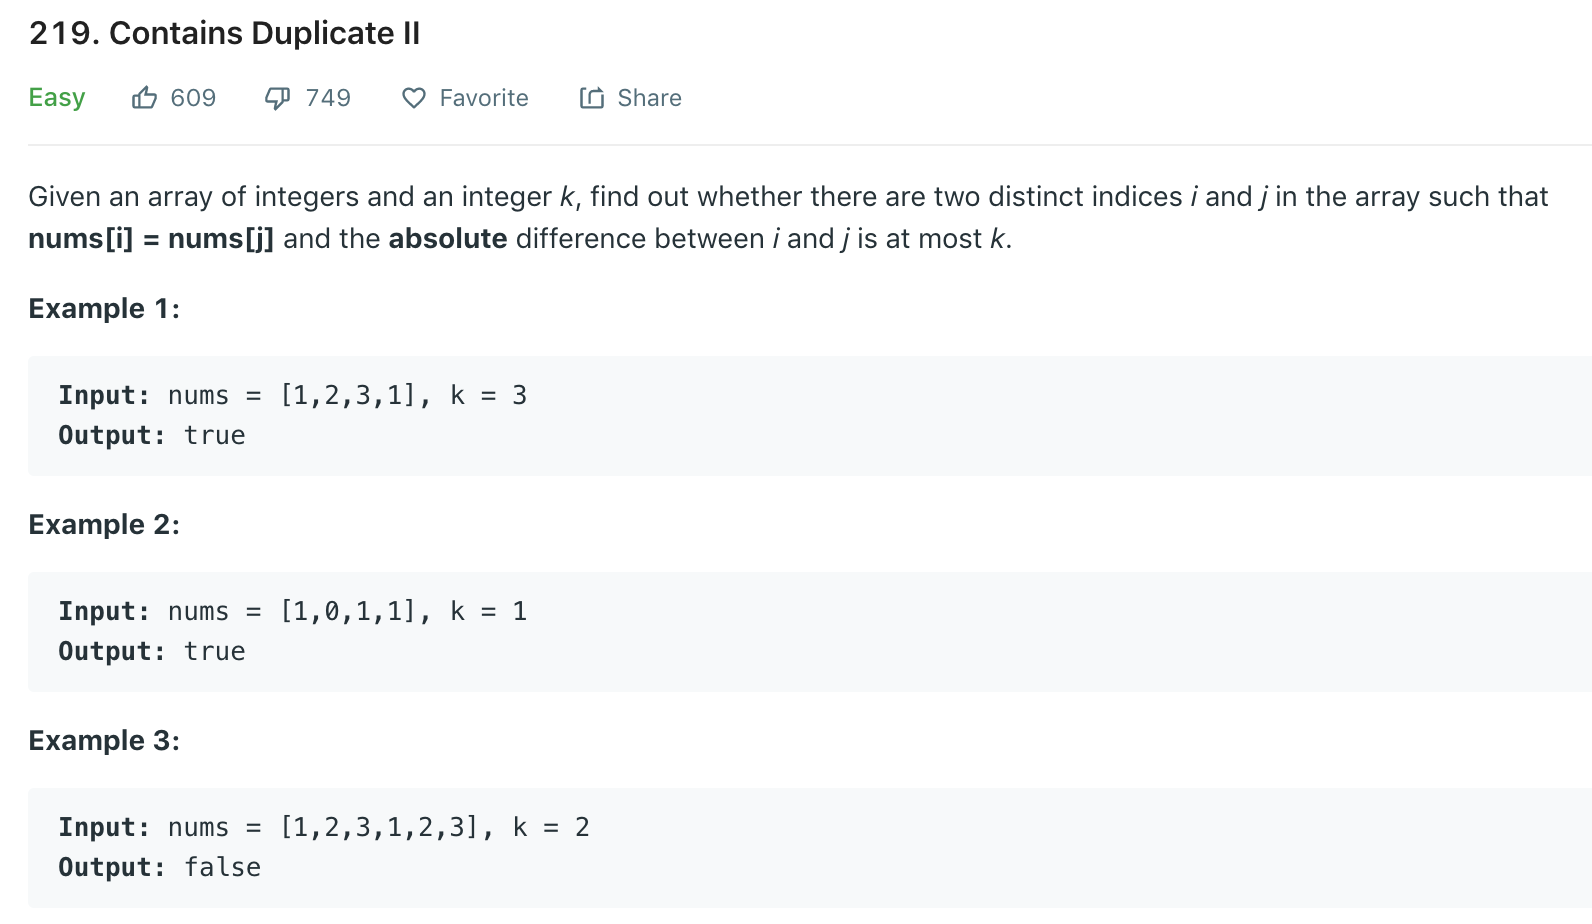 219. Contains Duplicate II
Easy 609 749 Favorite Share
Given an array of integers and an integer k, find out whether there are two distinct indices i and j in the array such that
nums[i] = nums[j] and the absolute difference between i and j is at most k.
Example 1:
Input: nums = [1,2,3,1], k = 3
Output: true
Example 2:
Input: nums = [1,0,1,1], k = 1
Output: true
Example 3:
Input: nums = [1,2,3,1,2,3], k = 2
Output: false